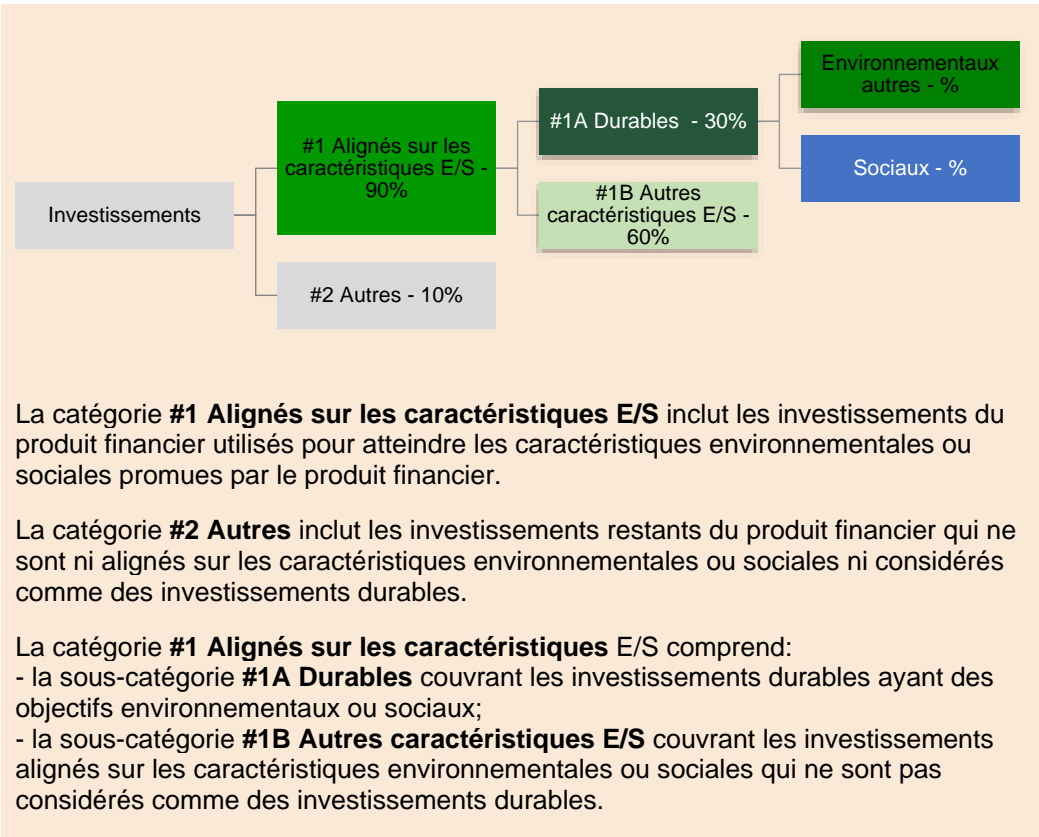 Investissements
#1 Alignés sur les
caractéristiques E/S -
90%
#2 Autres - 10%
#1A Durables - 30%
#1B Autres
caractéristiques E/S -
60%
Environnementaux
autres - %
Sociaux - %
La catégorie #1 Alignés sur les caractéristiques E/S inclut les investissements du
produit financier utilisés pour atteindre les caractéristiques environnementales ou
sociales promues par le produit financier.
La catégorie #2 Autres inclut les investissements restants du produit financier qui ne
sont ni alignés sur les caractéristiques environnementales ou sociales ni considérés
comme des investissements durables.
La catégorie #1 Alignés sur les caractéristiques E/S comprend:
- la sous-catégorie #1A Durables couvrant les investissements durables ayant des
objectifs environnementaux ou sociaux;
- la sous-catégorie #1B Autres caractéristiques E/S couvrant les investissements
alignés sur les caractéristiques environnementales ou sociales qui ne sont pas
considérés comme des investissements durables.